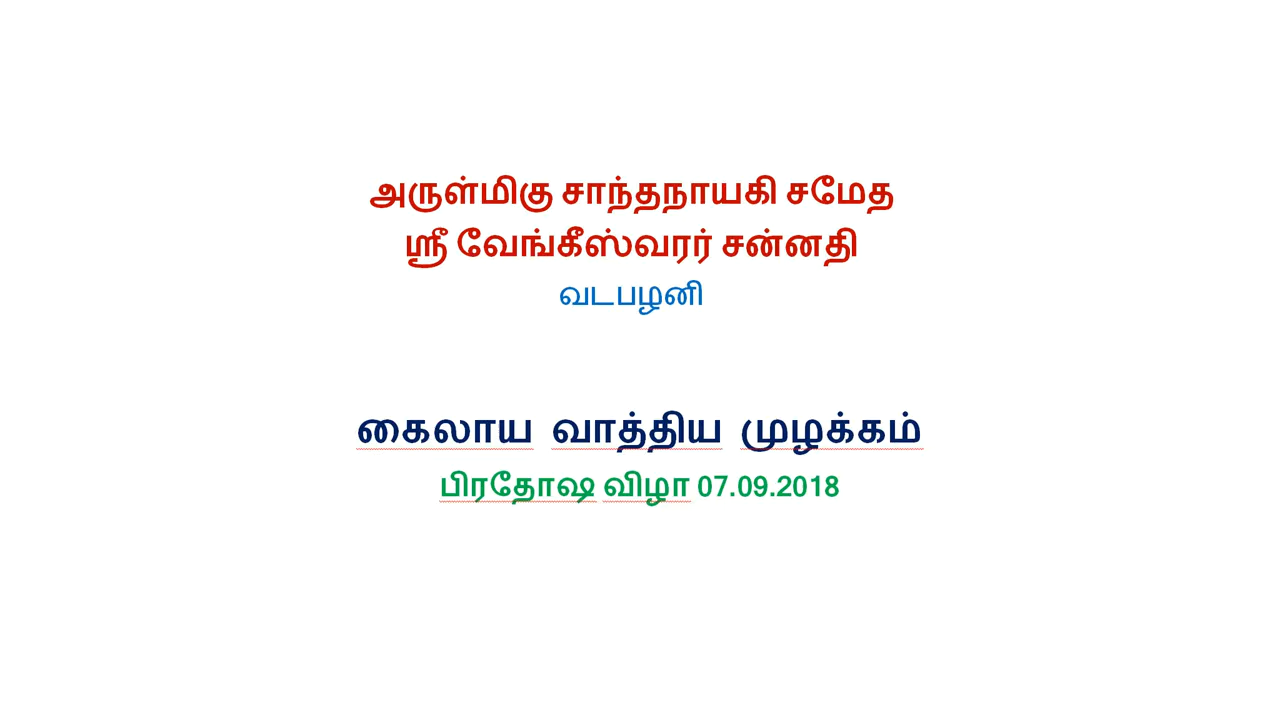 அருள்மிகு சாந்தநாயகி சமேத
ஸ்ரீ வேங்கீஸ்வரர் சன்னதி
வடபழனி
கைலாய வாத்திய முழக்கம்
பிரதோஷ விழா 07.09.2018